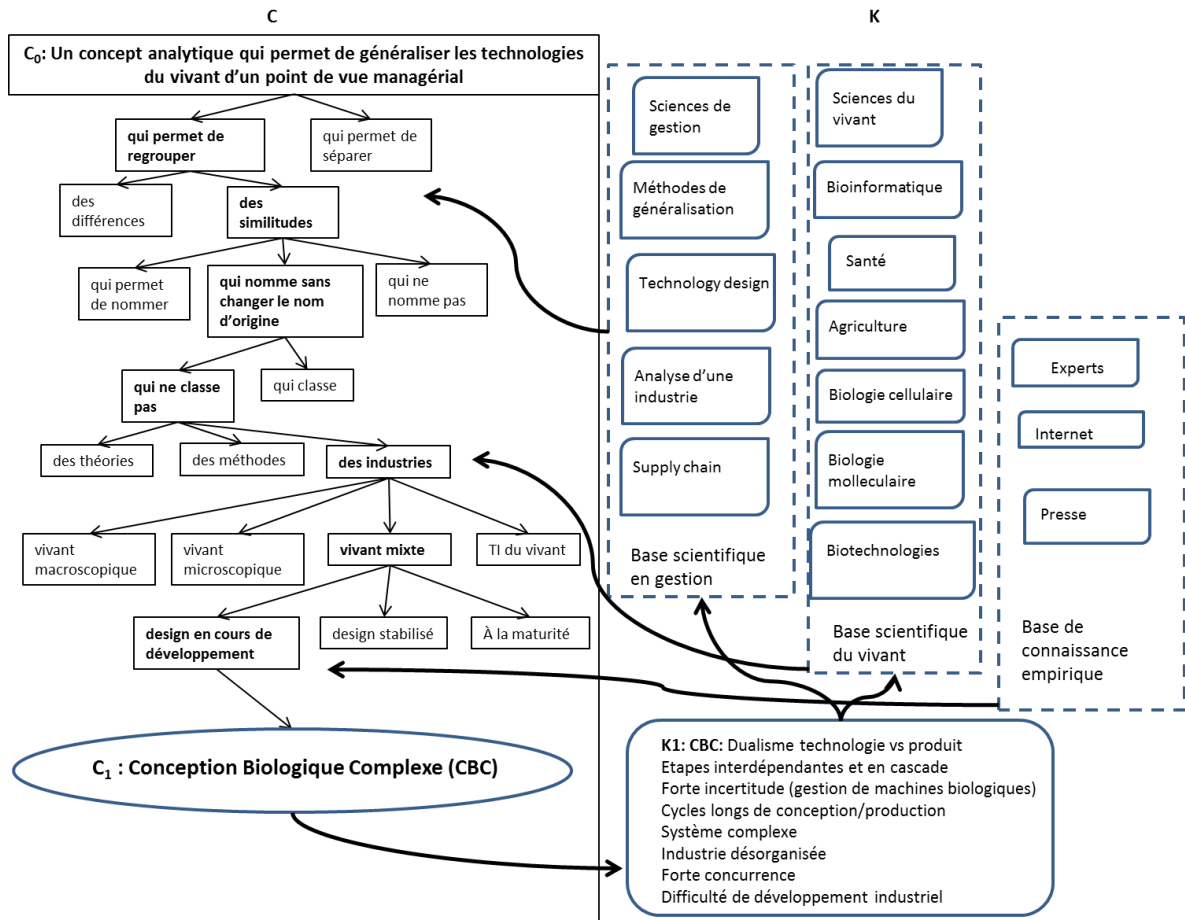 C
K
C0: Un concept analytique qui permet de généraliser les technologies
du vivant d'un point de vue managérial
qui permet de
regrouper
qui permet de
séparer
des
différences
des
similitudes
qui permet
de nommer
qui nomme sans
changer le nom
d'origine
qui ne
nomme pas
qui ne classe
pas
qui classe
des théories
des méthodes
des industries
vivant
macroscopique
vivant
microscopique
vivant mixte
TI du vivant
design en cours de
développement
design stabilisé
À la maturité
C1 : Conception Biologique Complexe (CBC)
Sciences de
gestion
Méthodes de
généralisation
Technology design
Analyse d'une
industrie
Supply chain
Base scientifique
en gestion
Sciences du
vivant
Bioinformatique
Santé
Agriculture
Biologie cellulaire
Biologie
molleculaire
Biotechnologies
Base scientifique
du vivant
Experts
Internet
Presse
Base de
connaissance
empirique
K1: CBC: Dualisme technologie vs produit
Etapes interdépendantes et en cascade
Forte incertitude (gestion de machines biologiques)
Cycles longs de conception/production
Système complexe
Industrie désorganisée
Forte concurrence
Difficulté de développement industriel